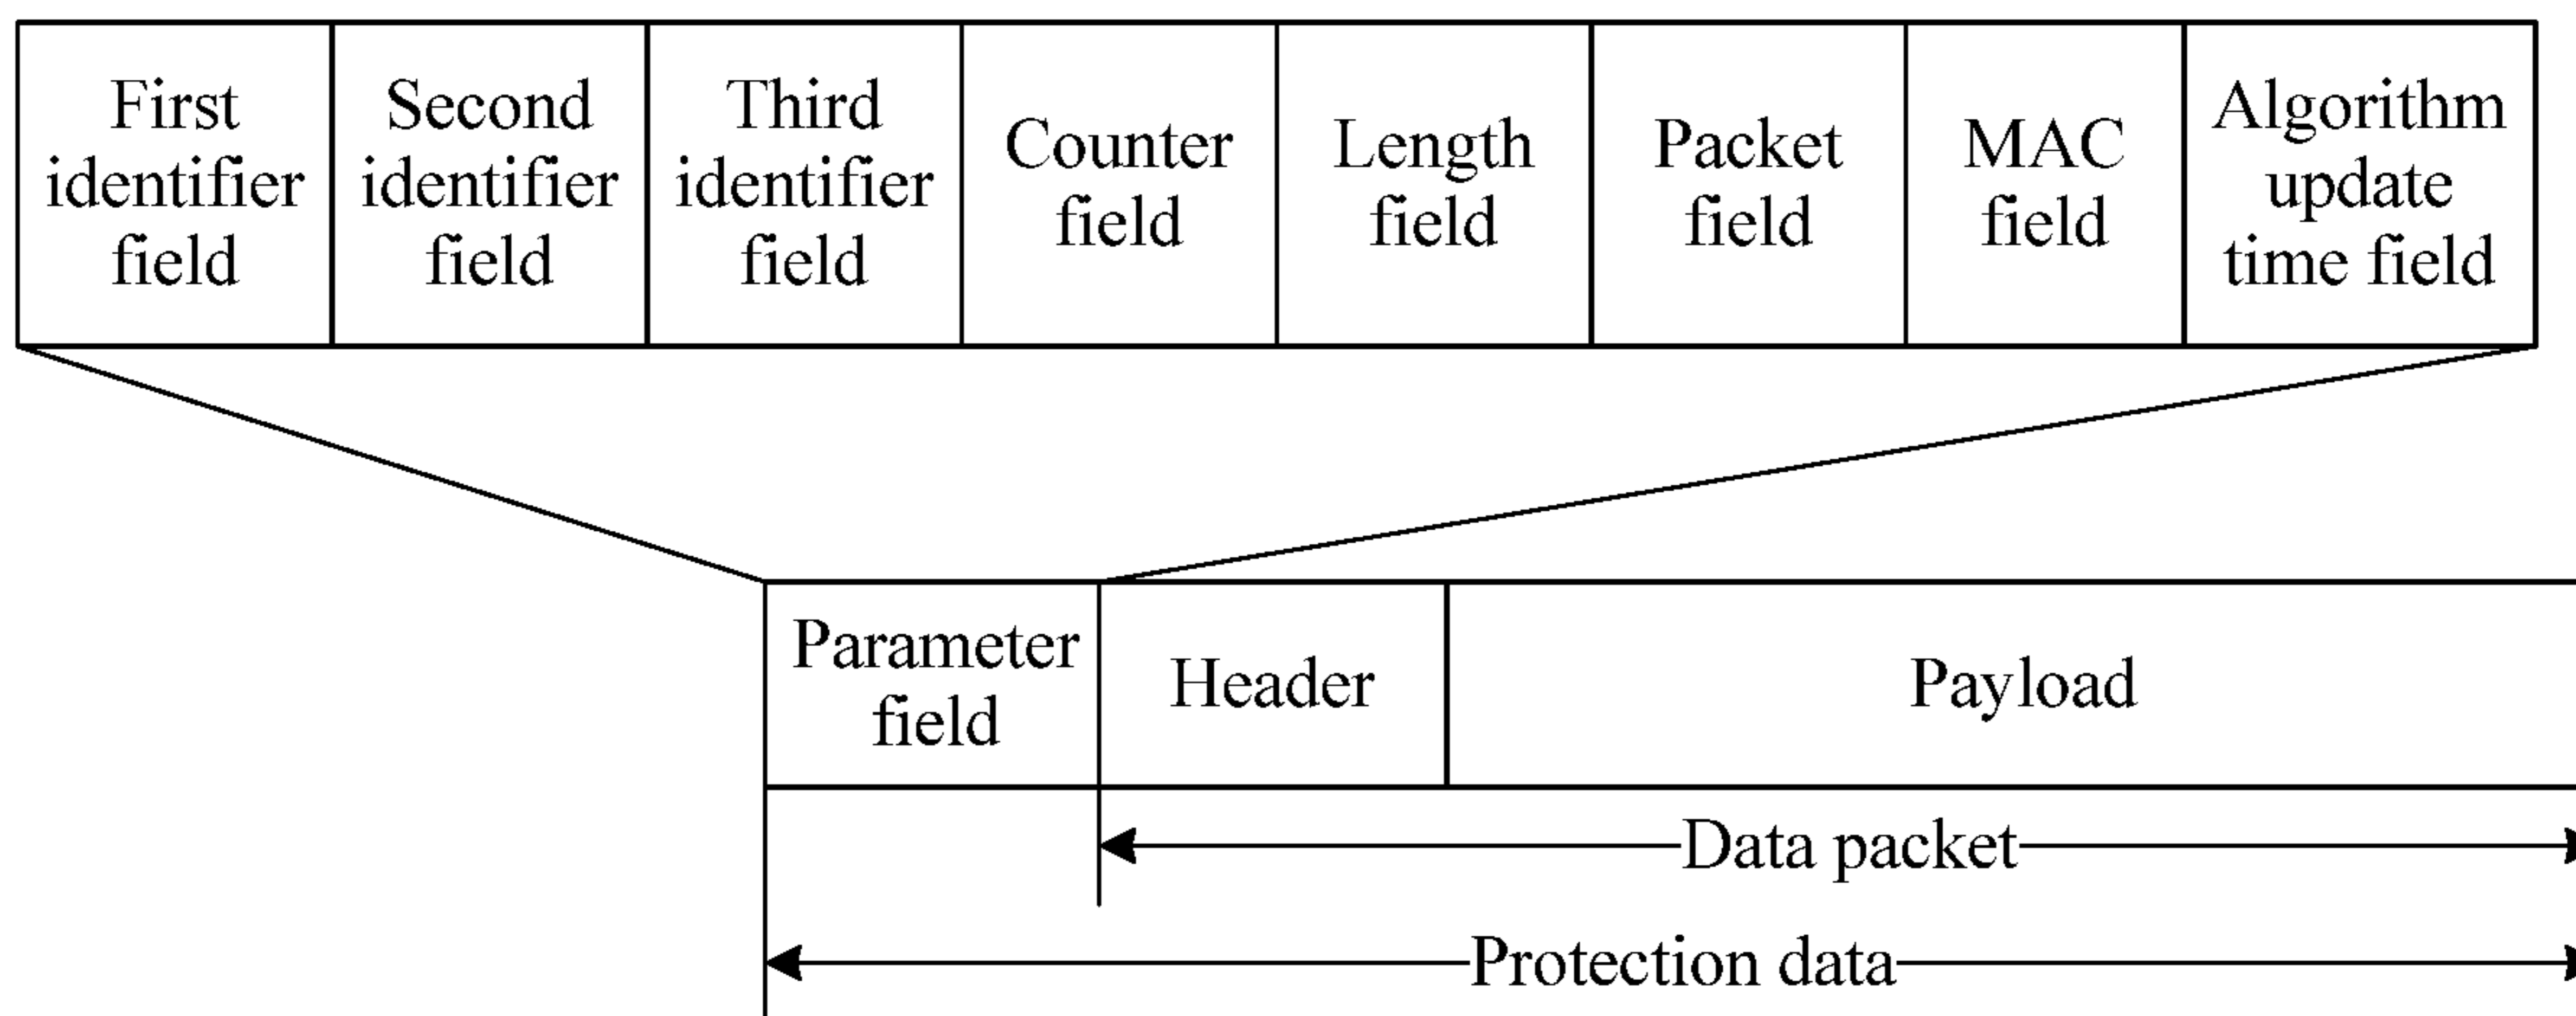 First
identifier
field
Second
identifier
field
Third
identifier
field
Counter
field
Length
field
Packet
field
MAC
field
Algorithm
update
time field
Parameter
field
Header
Payload
Data packet
Protection data